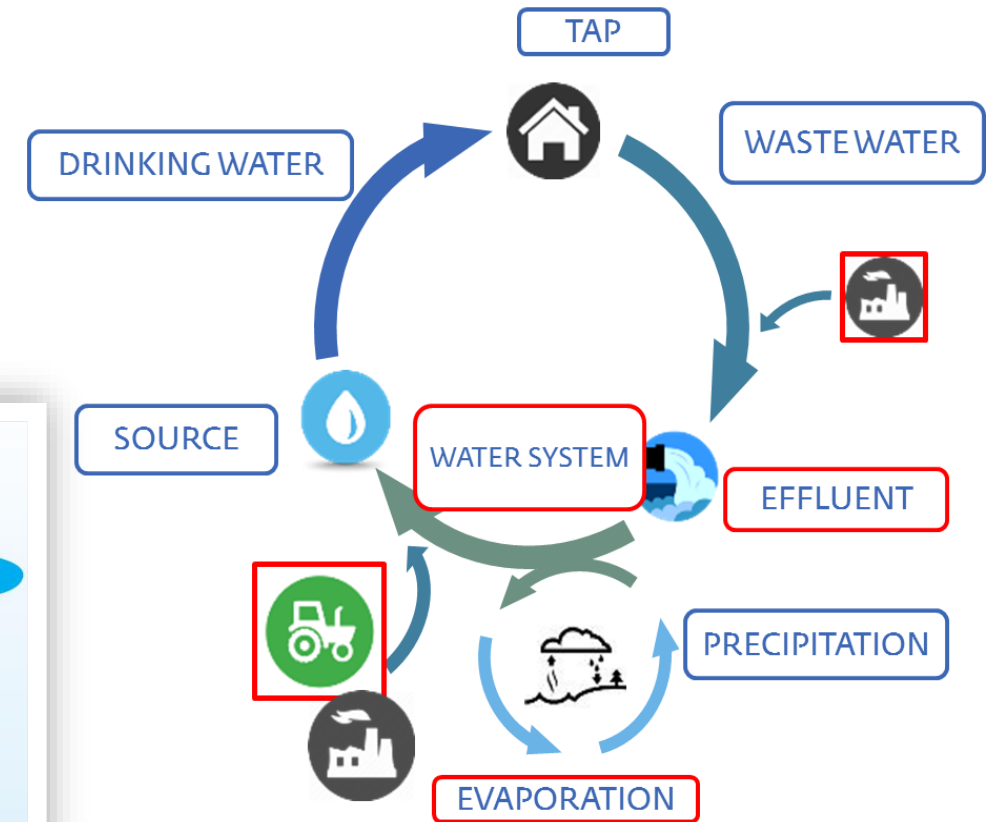 TAP
DRINKING WATER
WASTE WATER
SOURCE
WATER SYSTEM
EFFLUENT
PRECIPITATION
EVAPORATION